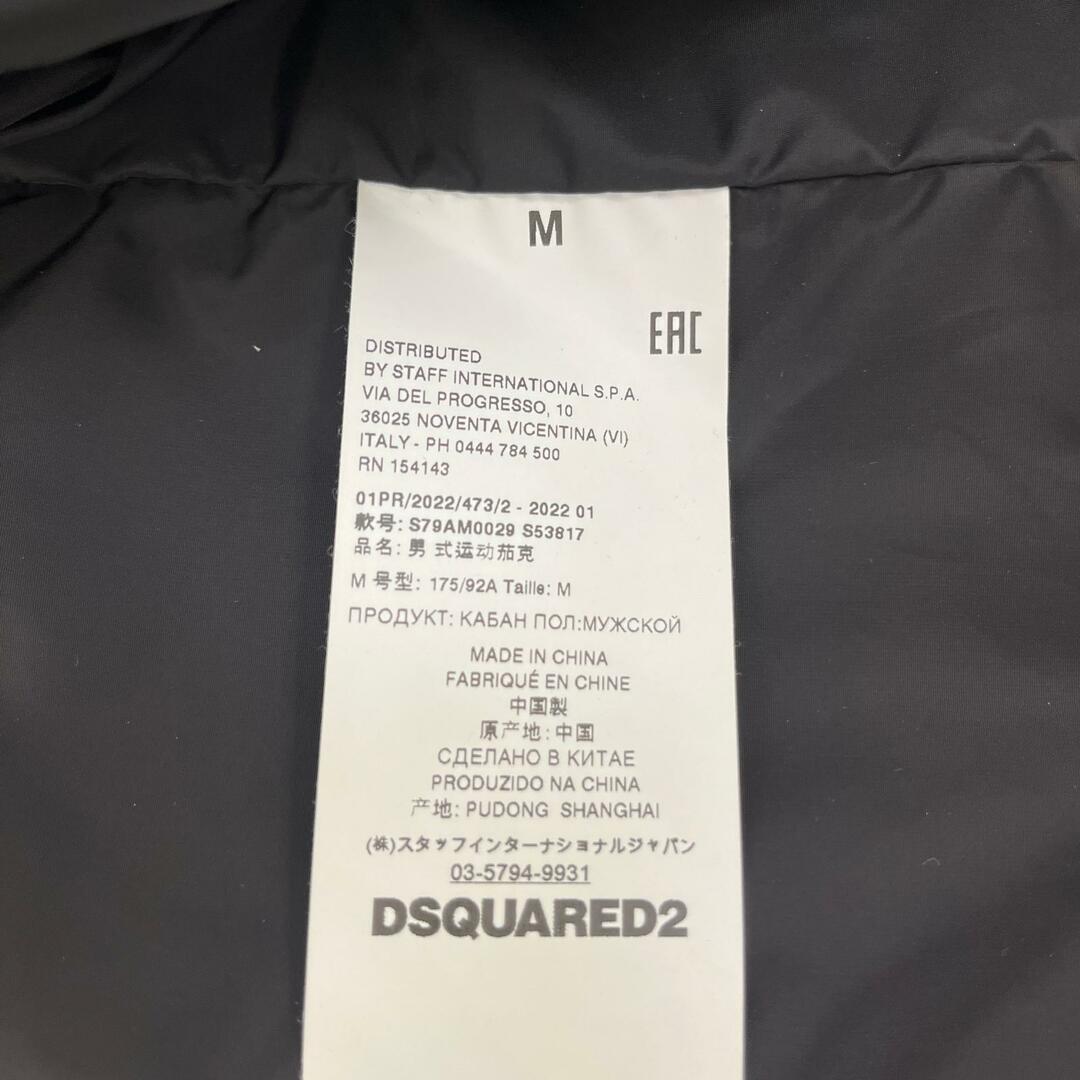 M
EAC
DISTRIBUTED
BY STAFF INTERNATIONAL S.P.A.
VIA DEL PROGRESSO, 10
36025 NOVENTA VICENTINA (VI)
ITALY - PH 0444 784 500
RN 154143
01PR/2022/473/2 - 2022 01
款号: S79AM0029 S53817
品名: 男 式运动茄克
M 号型: 175/92A Taille: M
ПРОДУКТ: КАБАН ПОЛ:МУЖСКОЙ
MADE IN CHINA
FABRIQUÉ EN CHINE
中国製
原产地: 中国
СДЕЛАНО В КИТАЕ
PRODUZIDO NA CHINA
产地: PUDONG SHANGHAI
(株)スタッフインターナショナルジャパン
03-5794-9931
DSQUARED2